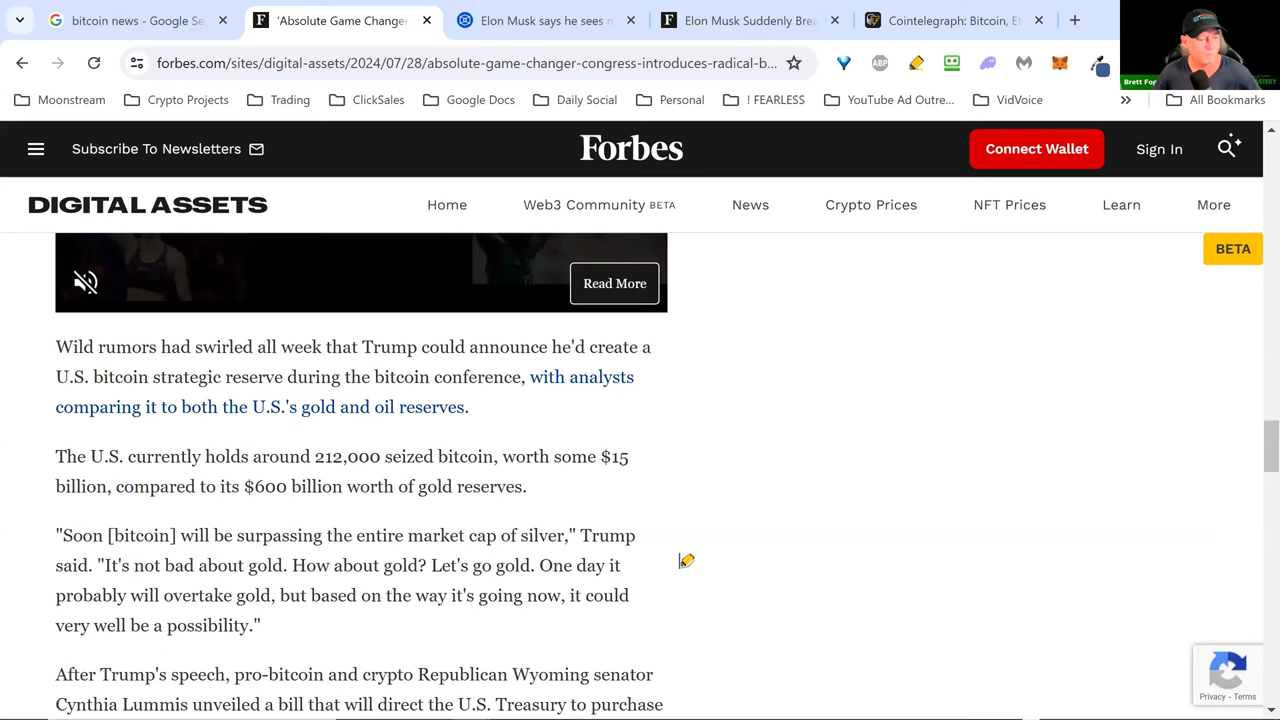 bitcoin news - Google Se
'Absolute Game Changer
Elon Musk says he sees m
Elon Musk Suddenly Brea
Cointelegraph: Bitcoin, Et
forbes.com/sites/digital-assets/2024/07/28/absolute-game-changer-congress-introduces-radical-b...
ABP
Moonstream
Crypto Projects
Trading
ClickSales
Google Docs
Daily Social
Personal
! FEARLESS
YouTube Ad Outre...
VidVoice
All Bookmarks
Subscribe To Newsletters
Forbes
Connect Wallet
Sign In
DIGITAL ASSETS
Home
Web3 Community BETA
News
Crypto Prices
NFT Prices
Learn
More
BETA
Read More
Wild rumors had swirled all week that Trump could announce he'd create a
U.S. bitcoin strategic reserve during the bitcoin conference, with analysts
comparing it to both the U.S.'s gold and oil reserves.
The U.S. currently holds around 212,000 seized bitcoin, worth some $15
billion, compared to its $600 billion worth of gold reserves.
"Soon [bitcoin] will be surpassing the entire market cap of silver," Trump
said. "It's not bad about gold. How about gold? Let's go gold. One day it
probably will overtake gold, but based on the way it's going now, it could
very well be a possibility."
After Trump's speech, pro-bitcoin and crypto Republican Wyoming senator
Cynthia Lummis unveiled a bill that will direct the U.S. Treasury to purchase
Privacy - Terms